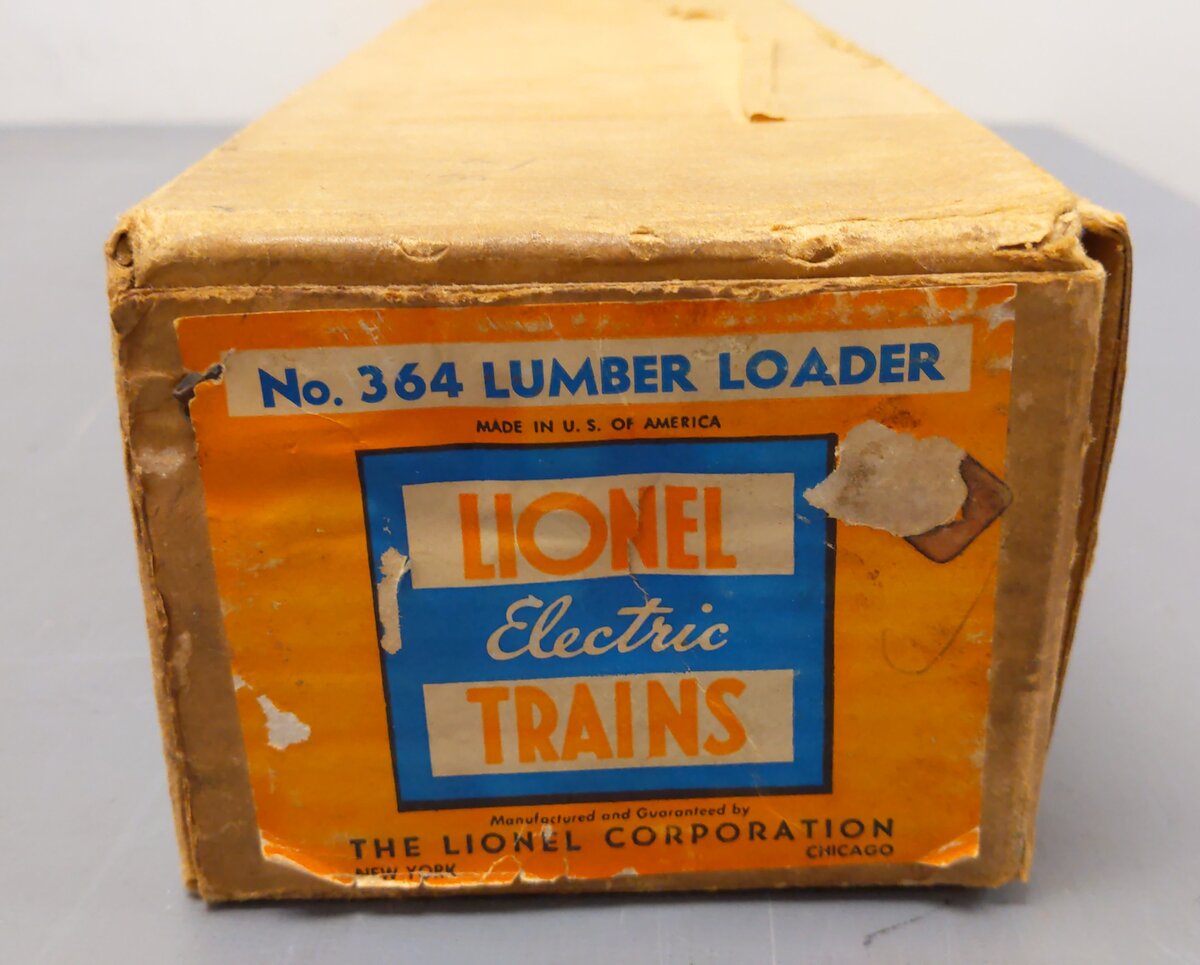 No. 364 LUMBER LOADER
MADE IN U. S. OF AMERICA
LIONEL
Electric
TRAINS
Manufactured and Guaranteed by
THE LIONEL CORPORATION
NEW YORK CHICAGO